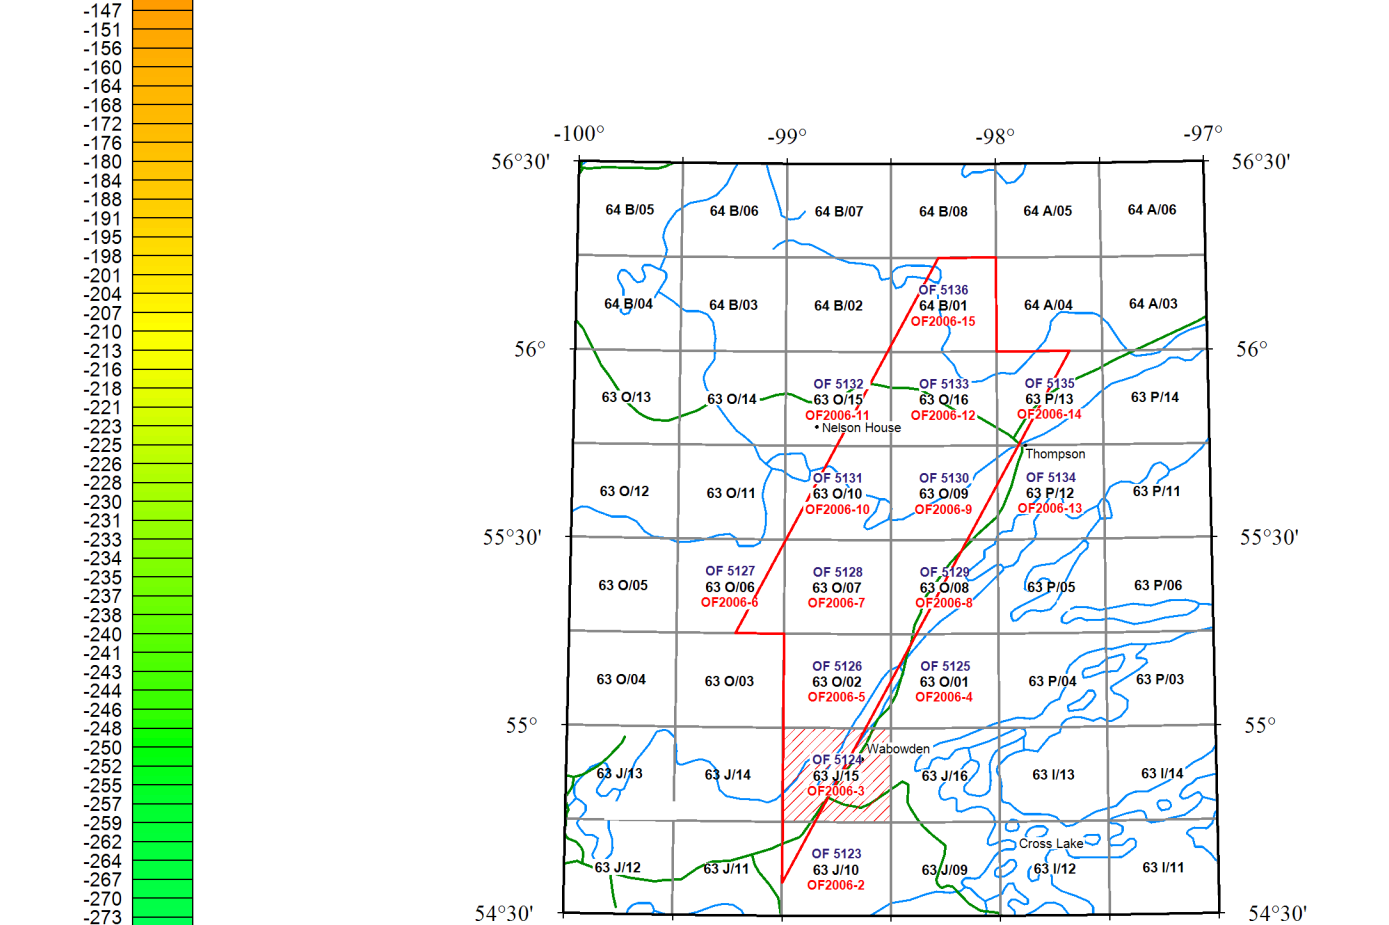 -147
-151
-156
-160
-164
-168
-172
-176
-180
-184
-188
-191
-195
-198
-201
-204
-207
-210
-213
-216
-218
-221
-223
-225
-226
-228
-230
-231
-233
-234
-235
-237
-238
-240
-241
-243
-244
-246
-248
-250
-252
-255
-257
-259
-262
-264
-267
-270
-273
-100° -99° -98° -97°
56°30' 56°30'
64 B/05 64 B/06 64 B/07 64 B/08 64 A/05 64 A/06
OF 5136
64 B/04 64 B/03 64 B/02 64 B/01 64 A/04 64 A/03
OF2006-15
56° 56°
OF 5132 OF 5133 OF 5135
63 O/13 63 O/14 63 O/15 63 O/16 63 P/13 63 P/14
OF2006-11 OF2006-12 OF2006-14
Nelson House
Thompson
OF 5131 OF 5130 OF 5134
63 O/12 63 O/11 63 O/10 63 O/09 63 P/12 63 P/11
OF2006-10 OF2006-9 OF2006-13
55°30' 55°30'
OF 5127 OF 5128 OF 5129
63 O/05 63 O/06 63 O/07 63 O/08 63 P/05 63 P/06
OF2006-6 OF2006-7 OF2006-8
OF 5126 OF 5125
63 O/04 63 O/03 63 O/02 63 O/01 63 P/04 63 P/03
OF2006-5 OF2006-4
55° 55°
Wabowden
OF 5124
63 J/13 63 J/14 63 J/15 63 J/16 63 I/13 63 I/14
OF2006-3
Cross Lake
OF 5123
63 J/12 63 J/11 63 J/10 63 J/09 63 I/12 63 I/11
OF2006-2
54°30' 54°30'